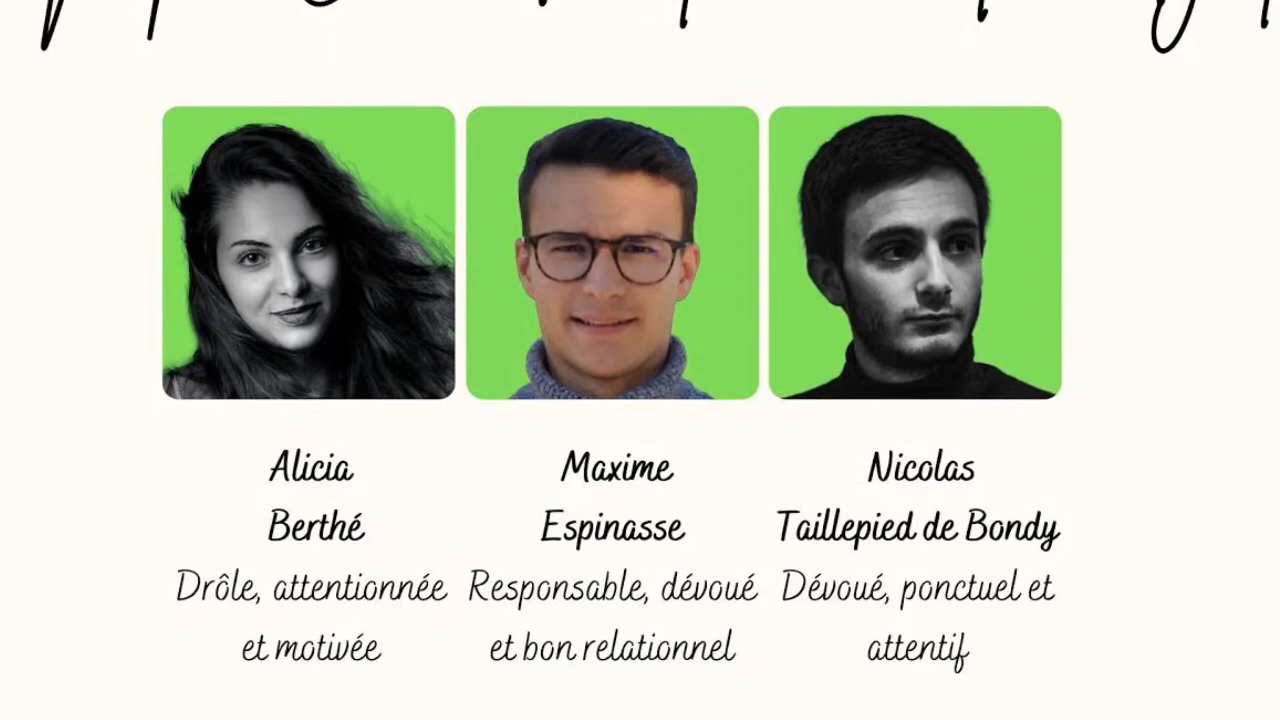 Alicia
Berthé
Drôle, attentionnée
et motivée
Maxime
Espinasse
Responsable, dévoué
et bon relationnel
Nicolas
Taillepied de Bondy
Dévoué, ponctuel et
attentif